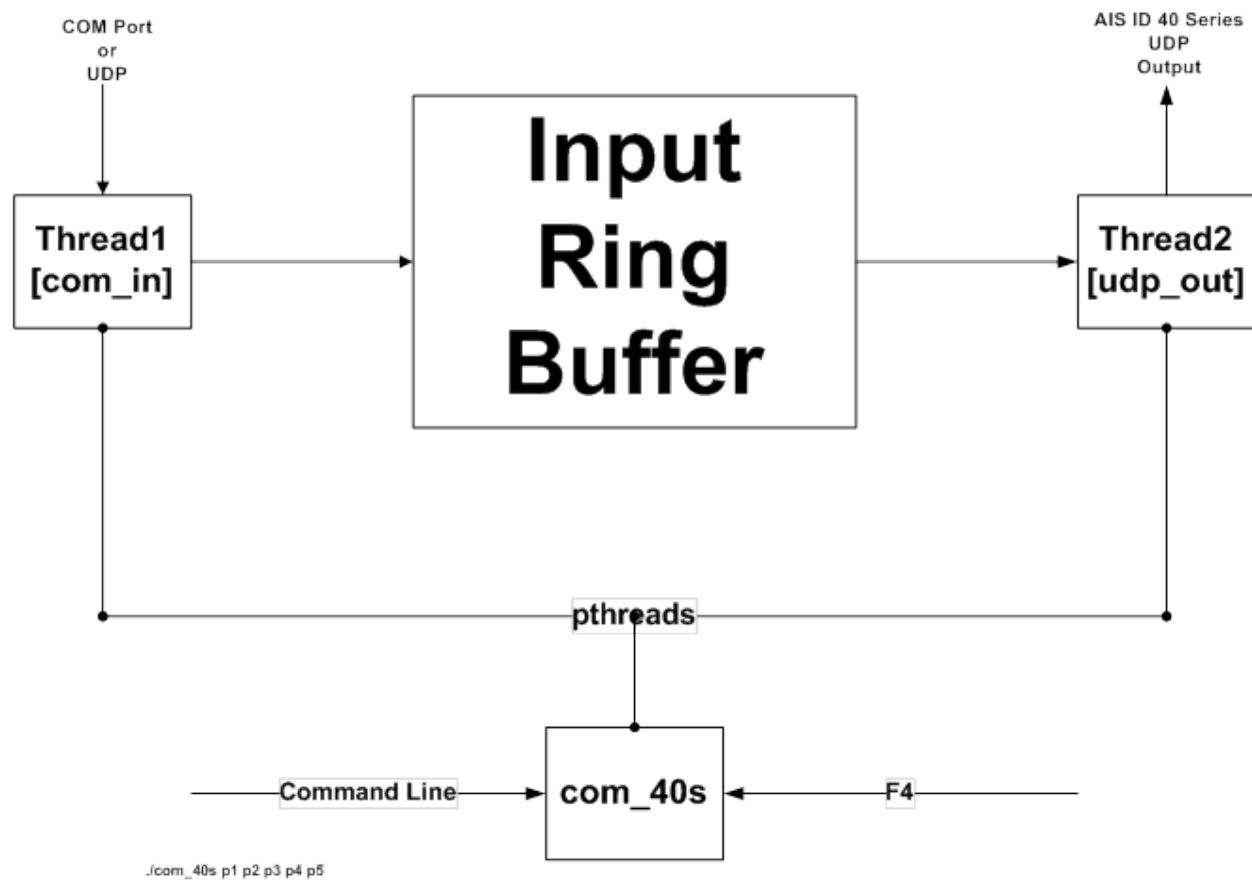 COM Port
or
UDP
AIS ID 40 Series
UDP
Output
Input
Ring
Buffer
Thread1
[com_in]
Thread2
[udp_out]
pthreads
Command Line
com_40s
F4
./com_40s p1 p2 p3 p4 p5